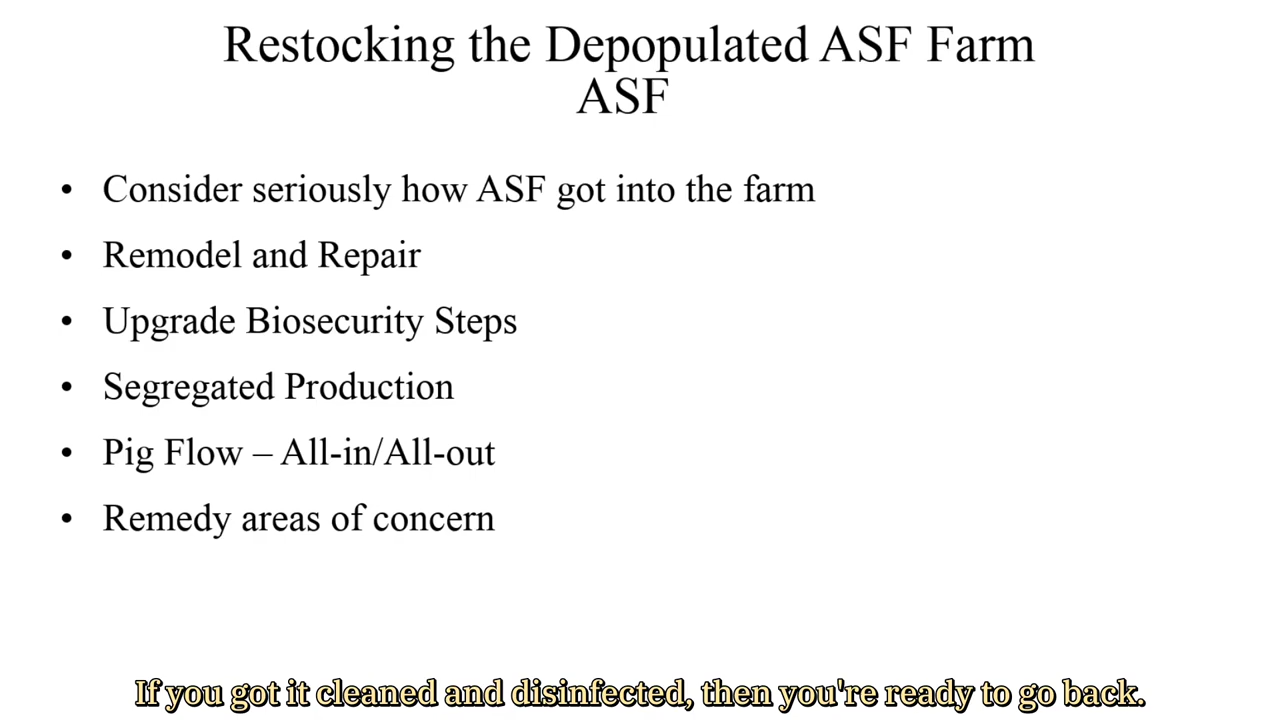 Restocking the Depopulated ASF Farm
ASF
• Consider seriously how ASF got into the farm
• Remodel and Repair
• Upgrade Biosecurity Steps
• Segregated Production
• Pig Flow – All-in/All-out
• Remedy areas of concern
If you got it cleaned and disinfected, then you're ready to go back.